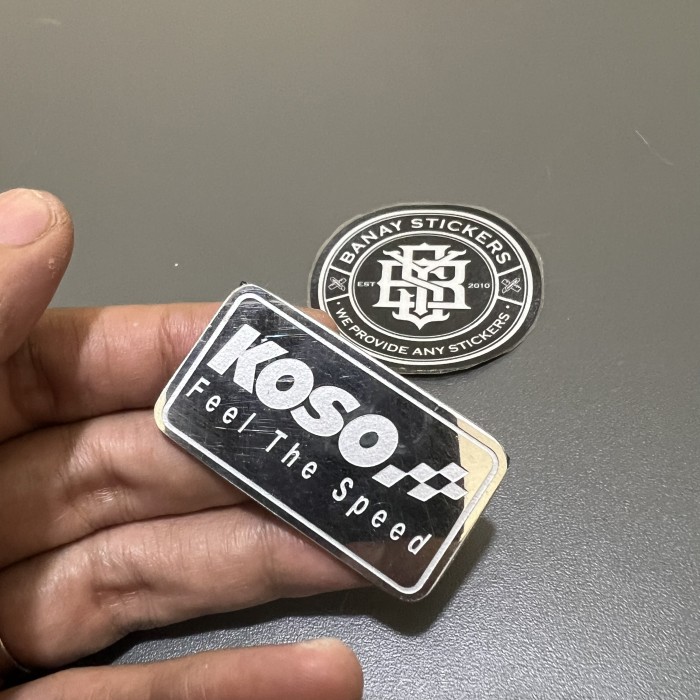 BANAY STICKERS
EST 2010
• WE PROVIDE ANY STICKERS •
KOSO
Feel The Speed